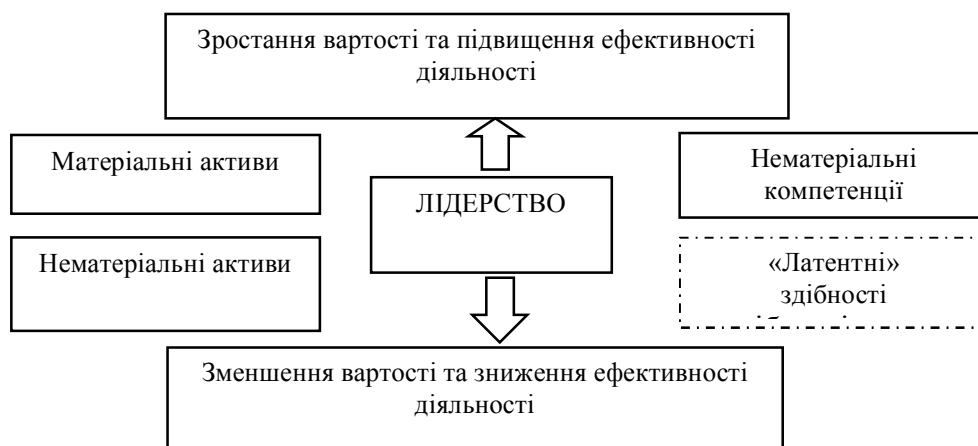 Зростання вартості та підвищення ефективності
діяльності
Матеріальні активи
Нематеріальні
компетенції
ЛІДЕРСТВО
Нематеріальні активи
«Латентні»
здібності
Зменшення вартості та зниження ефективності
діяльності